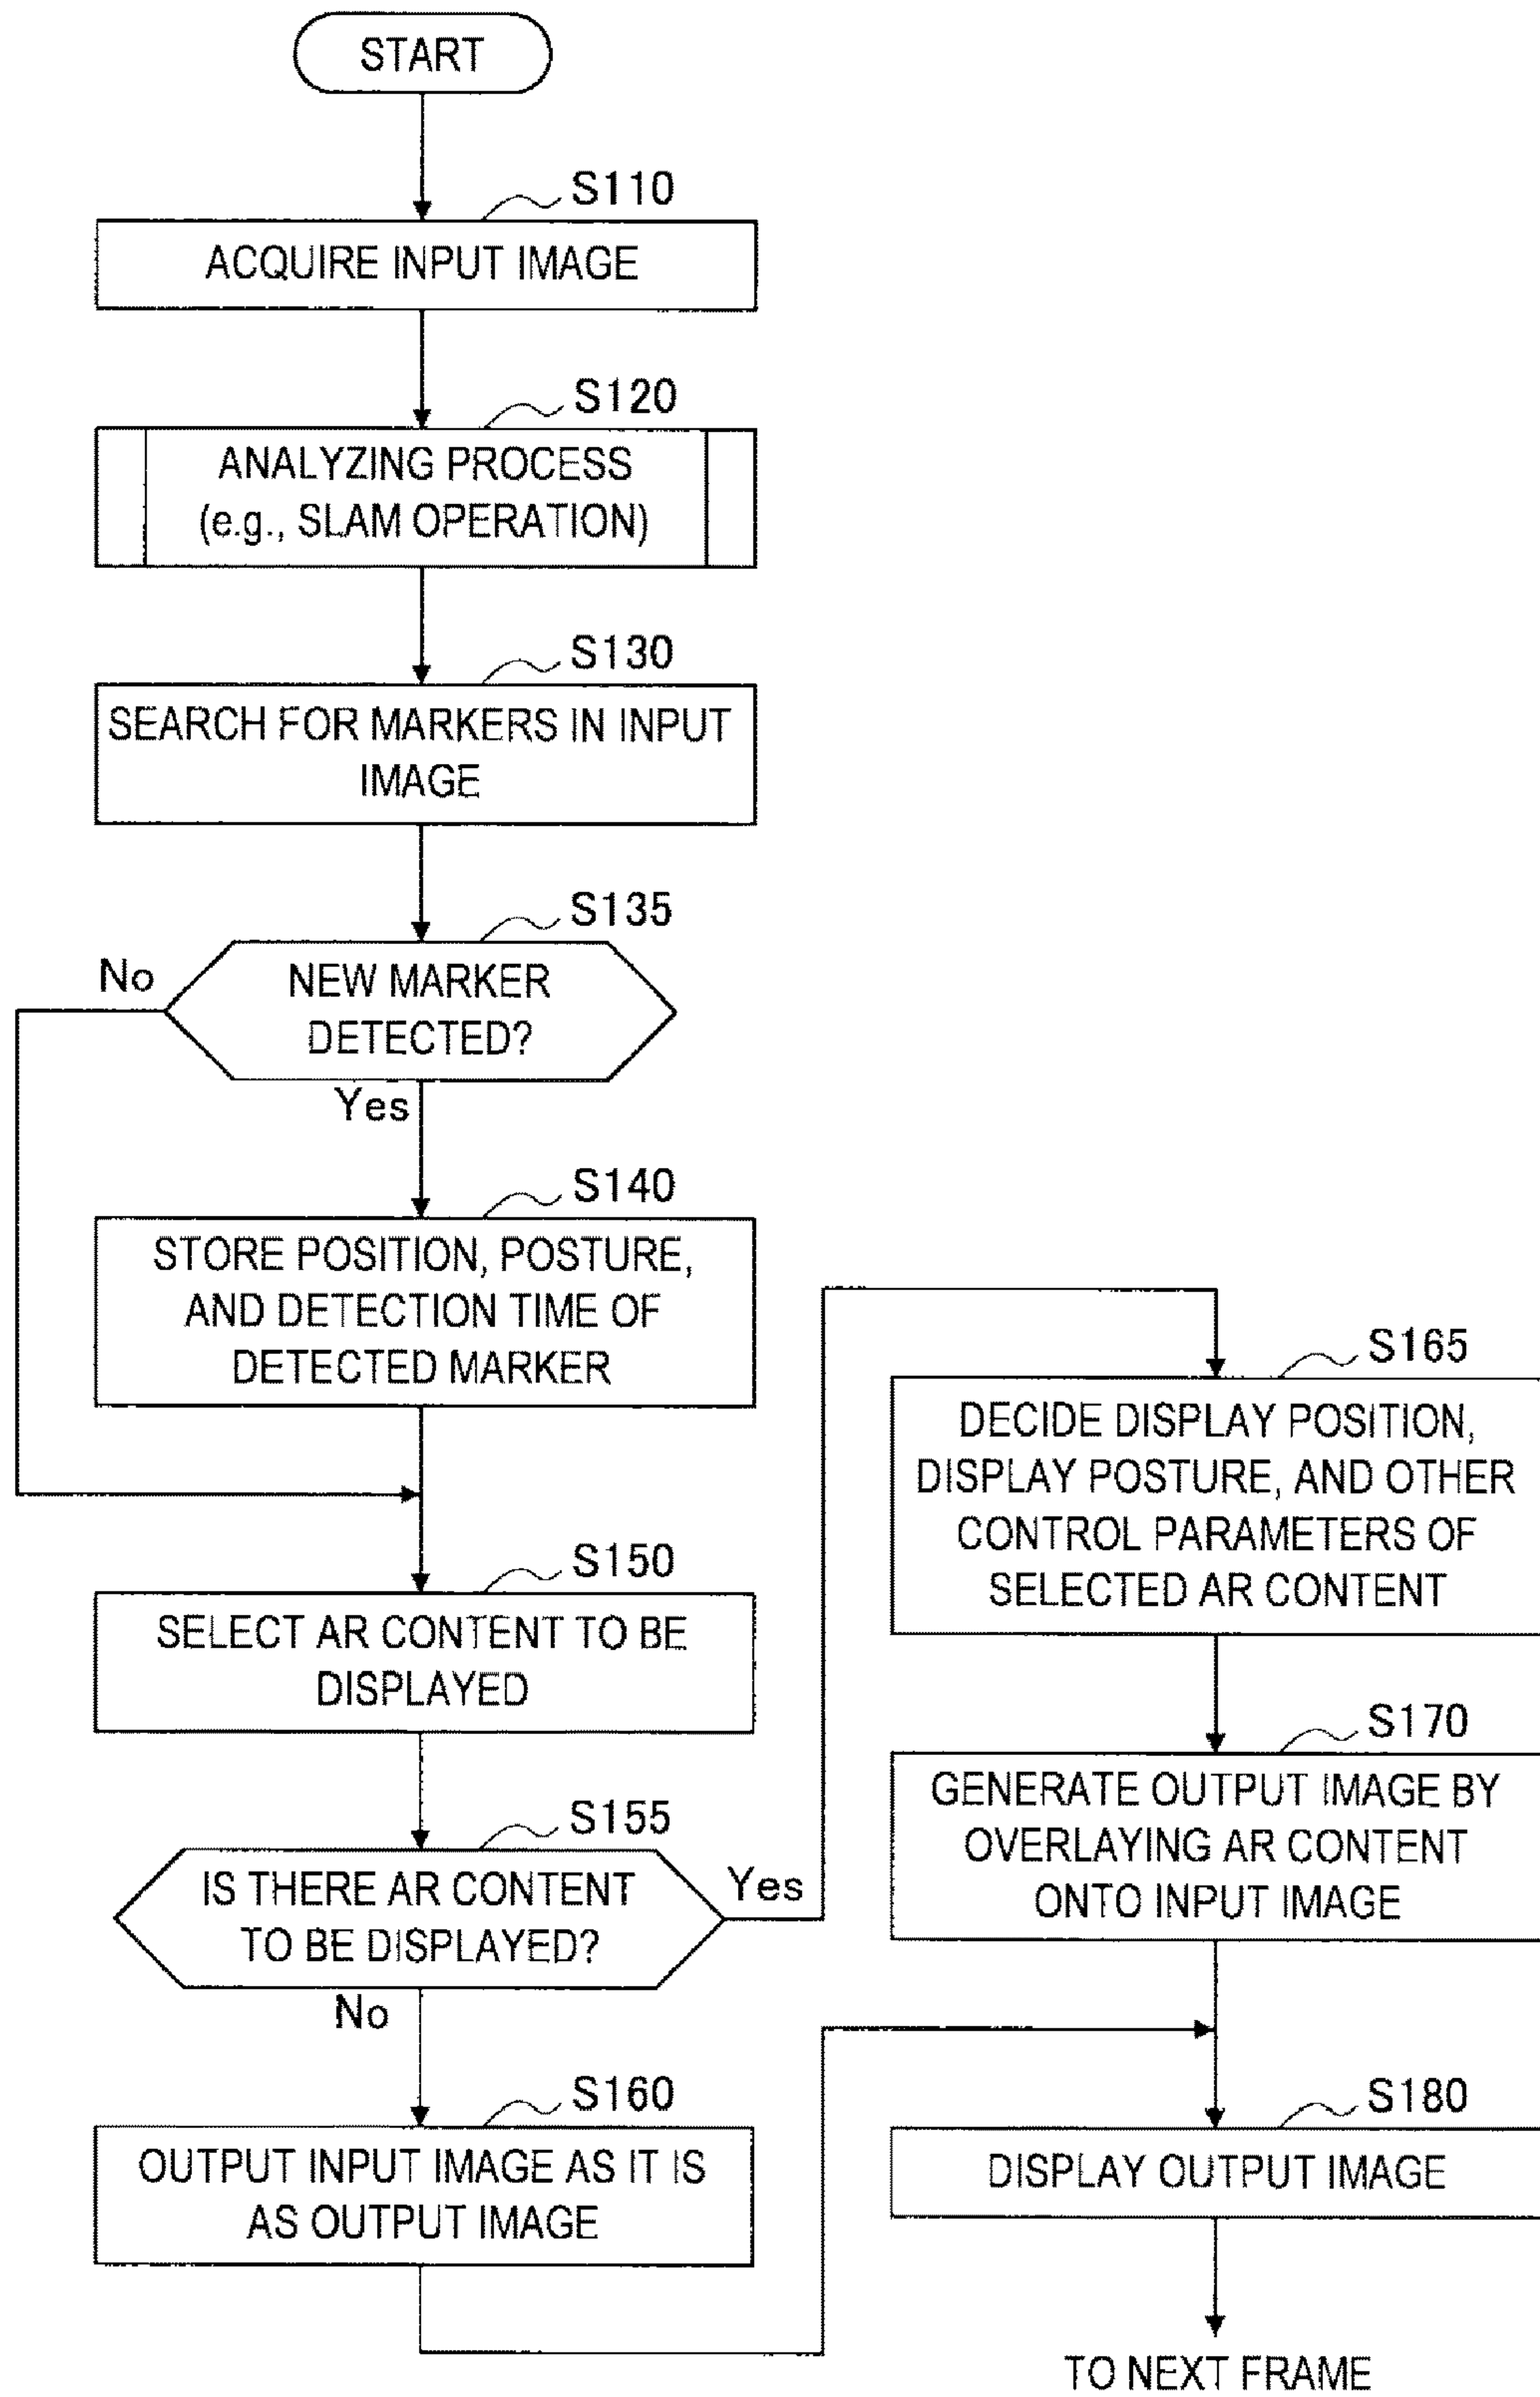 START
S110
ACQUIRE INPUT IMAGE
S120
ANALYZING PROCESS
(e.g., SLAM OPERATION)
S130
SEARCH FOR MARKERS IN INPUT
IMAGE
S135
No
NEW MARKER
DETECTED?
Yes
S140
STORE POSITION, POSTURE,
AND DETECTION TIME OF
DETECTED MARKER
S150
SELECT AR CONTENT TO BE
DISPLAYED
S155
IS THERE AR CONTENT
TO BE DISPLAYED?
Yes
No
S160
OUTPUT INPUT IMAGE AS IT IS
AS OUTPUT IMAGE
S165
DECIDE DISPLAY POSITION,
DISPLAY POSTURE, AND OTHER
CONTROL PARAMETERS OF
SELECTED AR CONTENT
S170
GENERATE OUTPUT IMAGE BY
OVERLAYING AR CONTENT
ONTO INPUT IMAGE
S180
DISPLAY OUTPUT IMAGE
TO NEXT FRAME